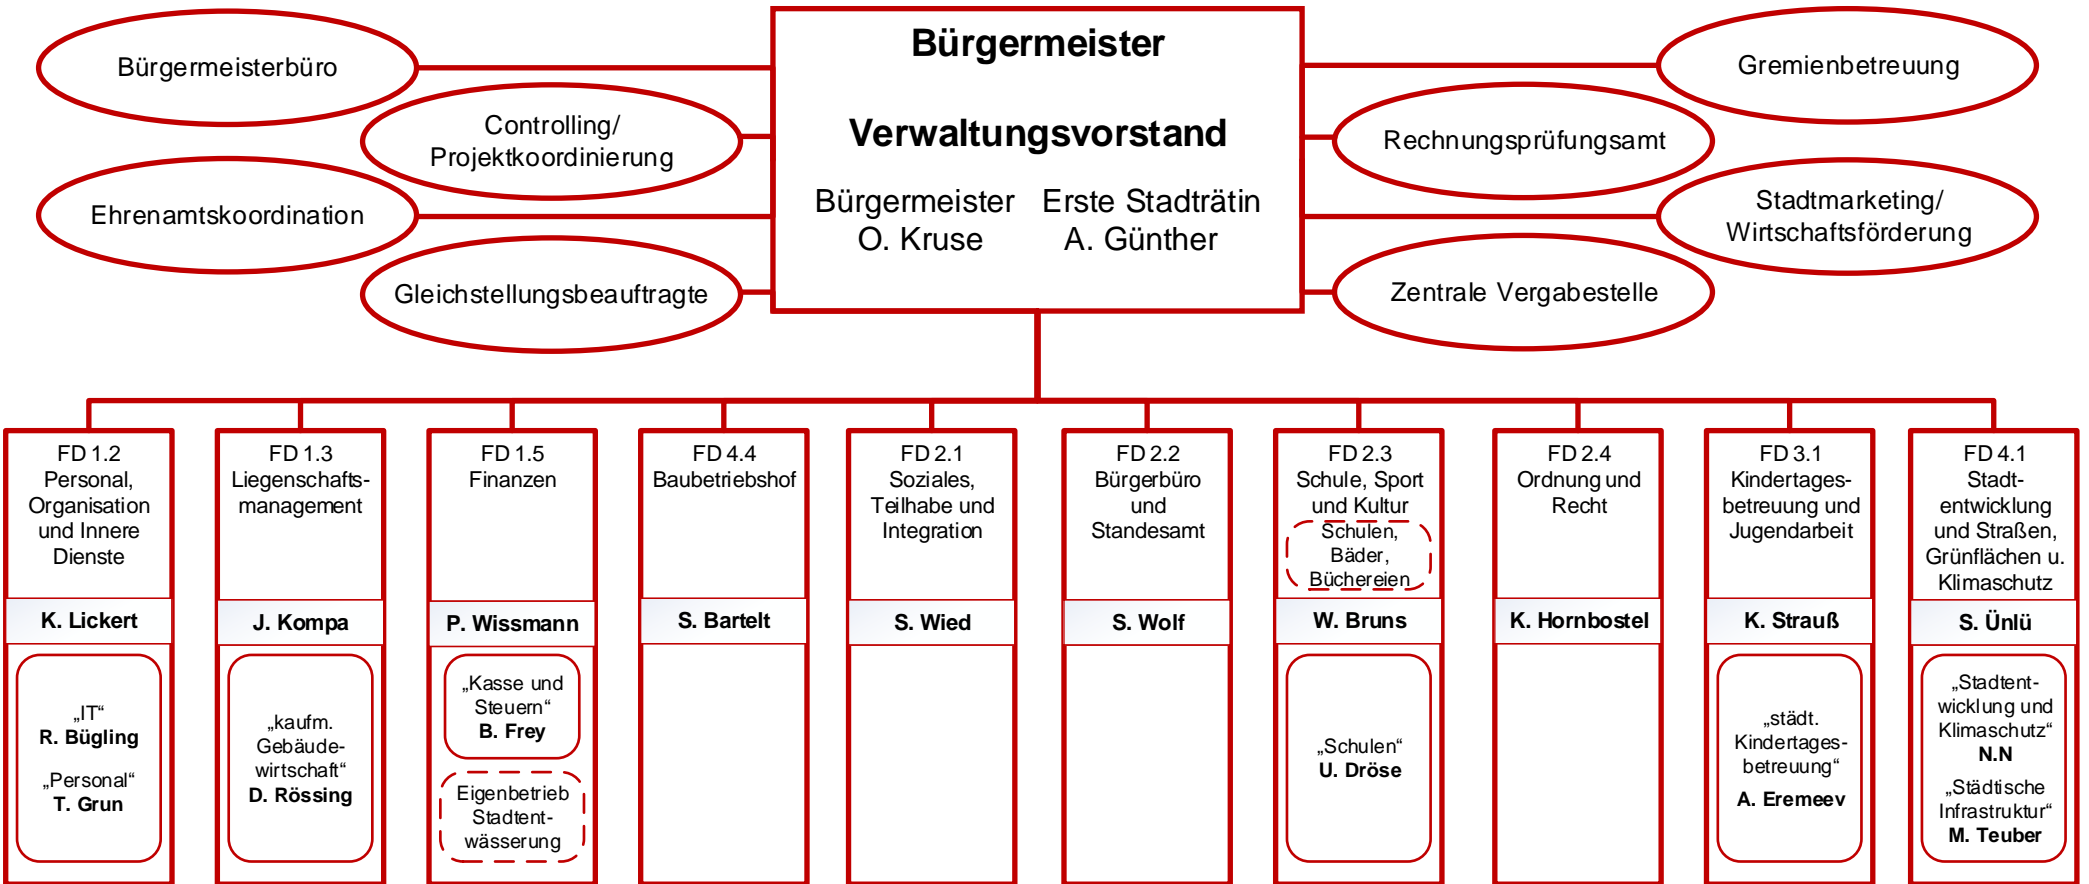 Bürgermeister
Verwaltungsvorstand
Bürgermeister Erste Stadträtin
O. Kruse A. Günther
Bürgermeisterbüro
Controlling/
Projektkoordinierung
Ehrenamtskoordination
Gleichstellungsbeauftragte
Gremienbetreuung
Rechnungsprüfungsamt
Stadtmarketing/
Wirtschaftsförderung
Zentrale Vergabestelle
FD 1.2
Personal,
Organisation
und Innere
Dienste
K. Lickert
„IT“
R. Bügling
„Personal“
T. Grun
FD 1.3
Liegenschafts-
management
J. Kompa
„kaufm.
Gebäude-
wirtschaft“
D. Rössing
FD 1.5
Finanzen
P. Wissmann
„Kasse und
Steuern“
B. Frey
Eigenbetrieb
Stadtent-
wässerung
FD 4.4
Baubetriebshof
S. Bartelt
FD 2.1
Soziales,
Teilhabe und
Integration
S. Wied
FD 2.2
Bürgerbüro
und
Standesamt
S. Wolf
FD 2.3
Schule, Sport
und Kultur
Schulen,
Bäder,
Büchereien
W. Bruns
„Schulen“
U. Dröse
FD 2.4
Ordnung und
Recht
K. Hornbostel
FD 3.1
Kindertages-
betreuung und
Jugendarbeit
K. Strauß
„städt.
Kindertages-
betreuung“
A. Eremeev
FD 4.1
Stadt-
entwicklung
und Straßen,
Grünflächen u.
Klimaschutz
S. Ünlü
„Stadtent-
wicklung und
Klimaschutz“
N.N
„Städtische
Infrastruktur“
M. Teuber